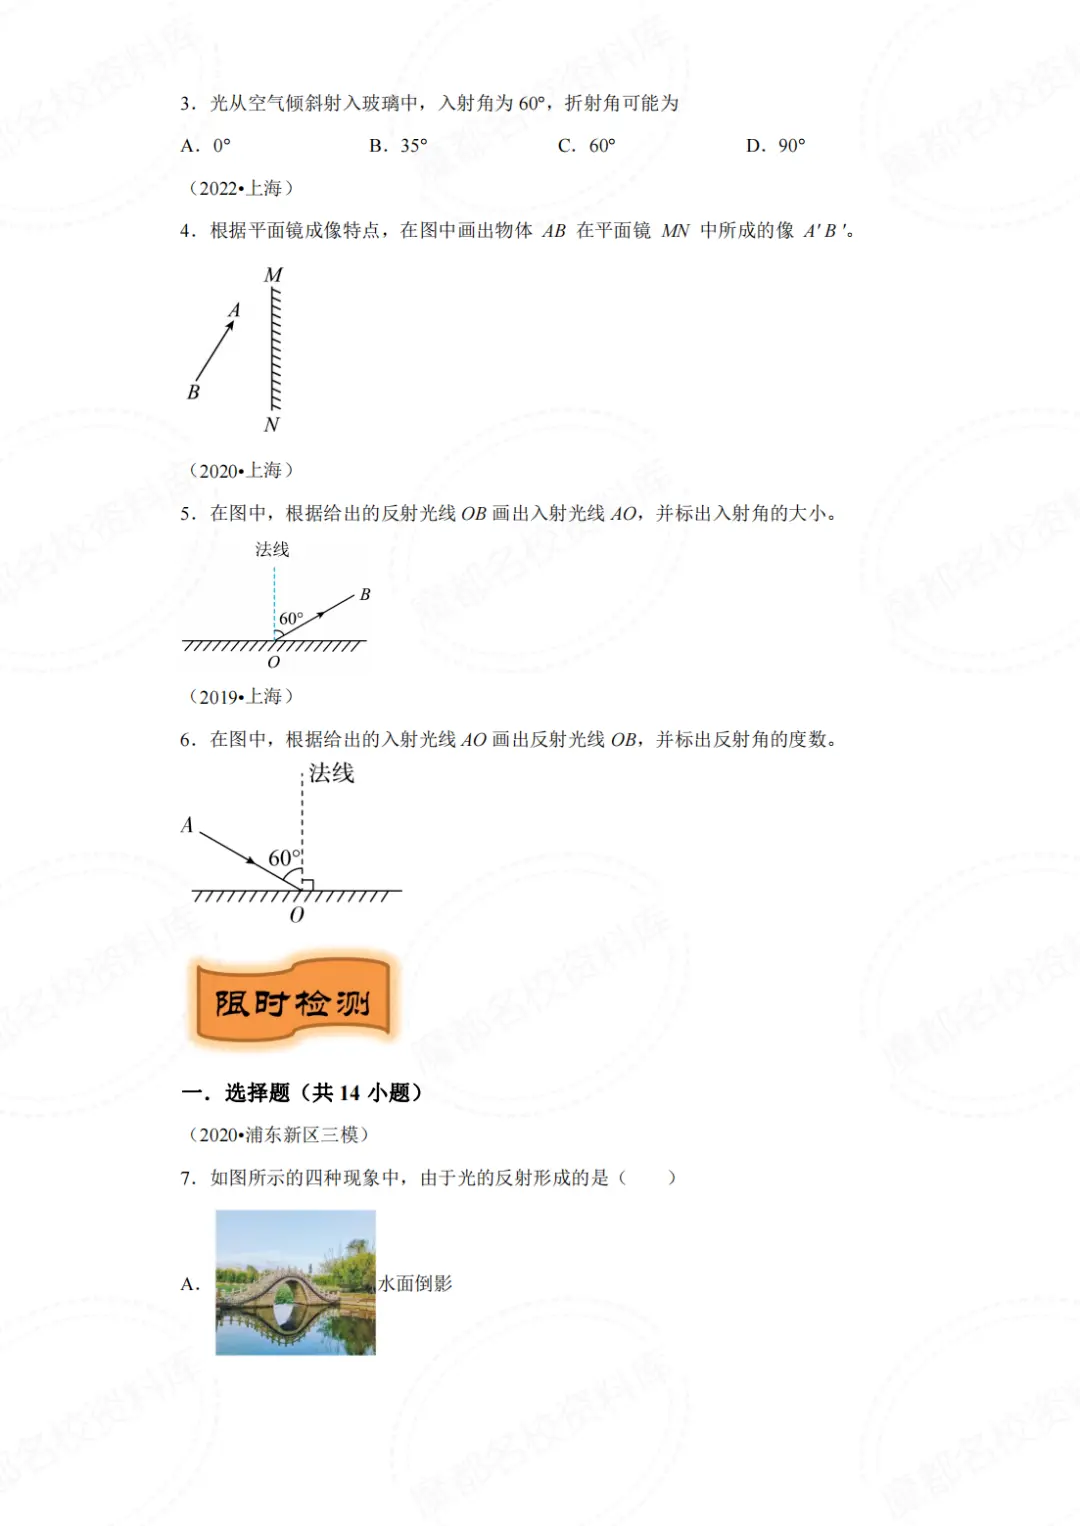 3．光从空气倾斜射入玻璃中，入射角为 60°，折射角可能为
A．0° B．35° C．60° D．90°
（2022•上海）
4．根据平面镜成像特点，在图中画出物体 AB 在平面镜 MN 中所成的像 A′ B ′。
M
A
B
N
（2020•上海）
5．在图中，根据给出的反射光线 OB 画出入射光线 AO，并标出入射角的大小。
法线
B
60°
O
（2019•上海）
6．在图中，根据给出的入射光线 AO 画出反射光线 OB，并标出反射角的度数。
法线
A
60°
O
限时检测
一．选择题（共 14 小题）
（2020•浦东新区三模）
7．如图所示的四种现象中，由于光的反射形成的是（　　）
A．水面倒影
魔都名校资料库